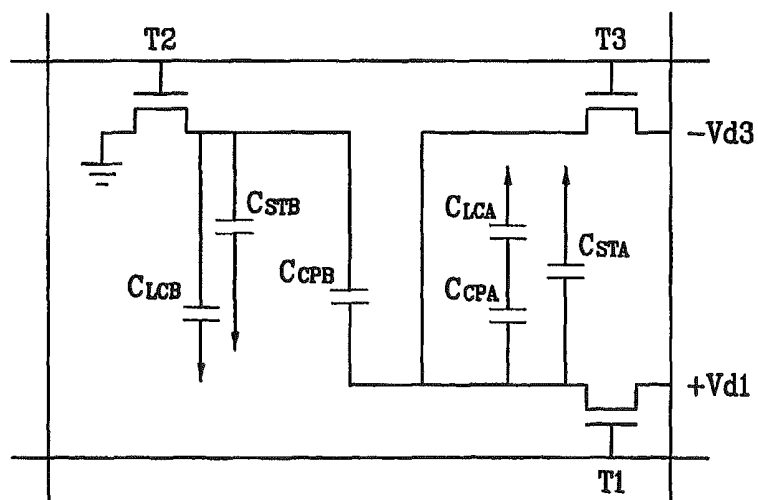 T2
T3
-Vd3
CSTB
CLCA
CSTA
CCPB
CLCB
CCPA
+Vd1
T1